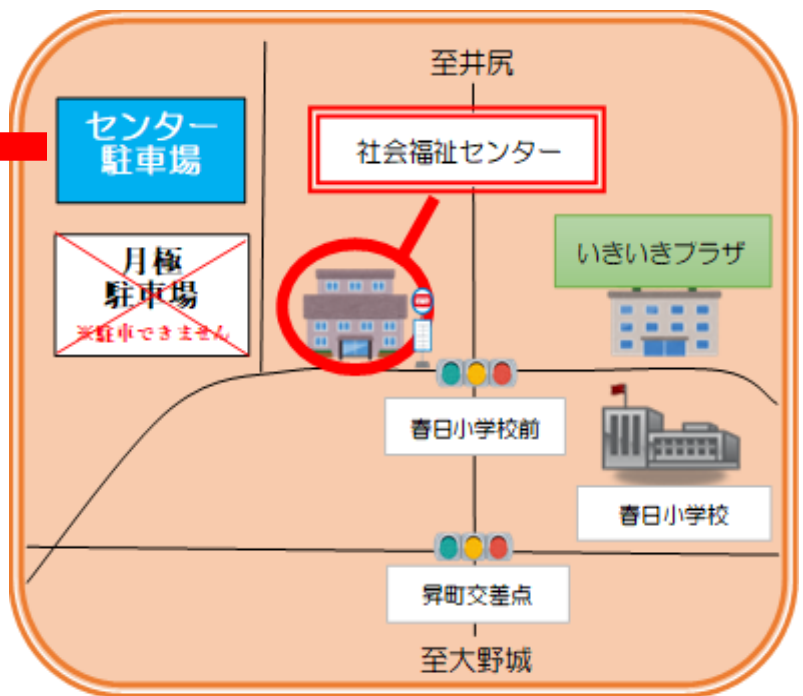 至井尻
センター
駐車場
社会福祉センター
月極
駐車場
※駐車できません
いきいきプラザ
春日小学校前
春日小学校
昇町交差点
至大野城